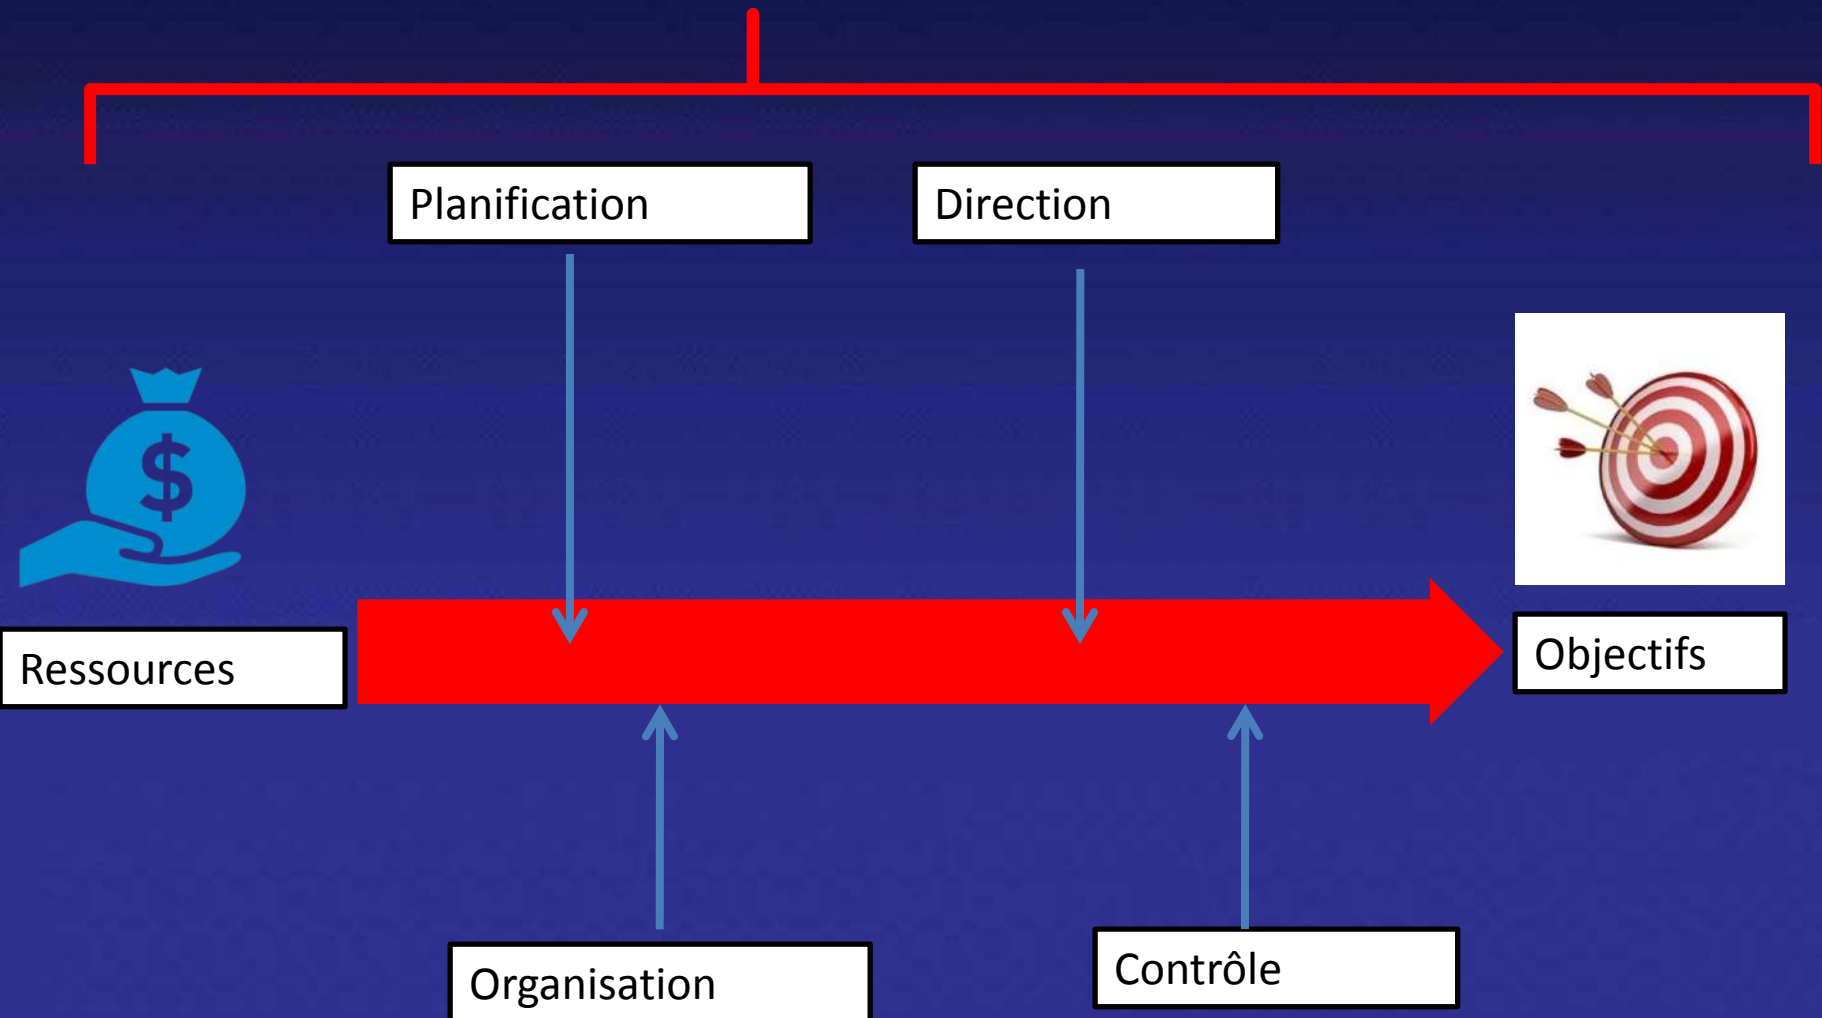 Planification
Direction
$
Ressources
Objectifs
Organisation
Contrôle